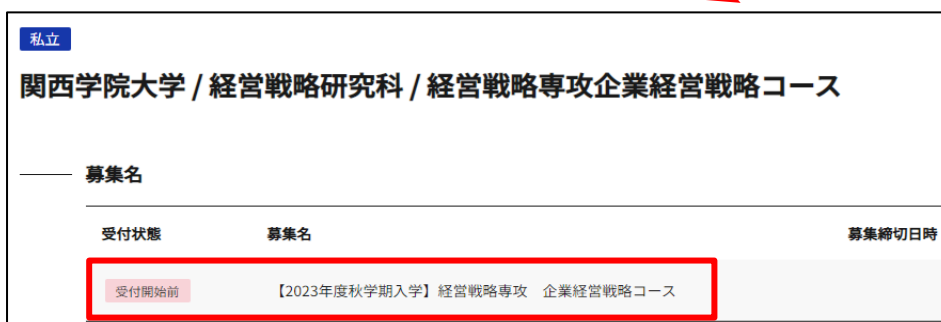 私立
関西学院大学 / 経営戦略研究科 / 経営戦略専攻企業経営戦略コース
募集名
受付状態 募集名 募集締切日時
受付開始前 【2023年度秋学期入学】経営戦略専攻　企業経営戦略コース